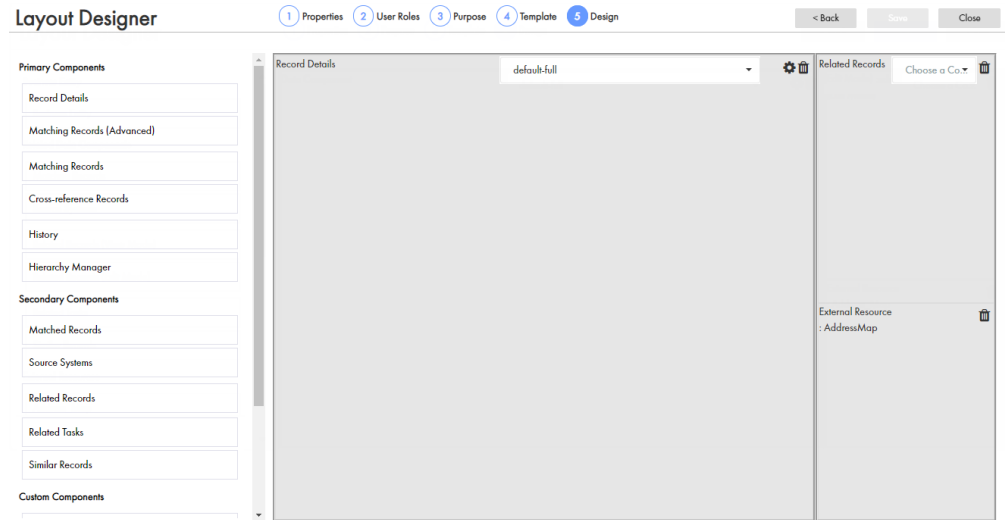 Layout Designer
1 Properties 2 User Roles 3 Purpose 4 Template 5 Design
< Back Save Close
Primary Components
Record Details
Matching Records (Advanced)
Matching Records
Cross-reference Records
History
Hierarchy Manager
Secondary Components
Matched Records
Source Systems
Related Records
Related Tasks
Similar Records
Custom Components
Record Details default-full
Related Records Choose a Co...
External Resource
: AddressMap